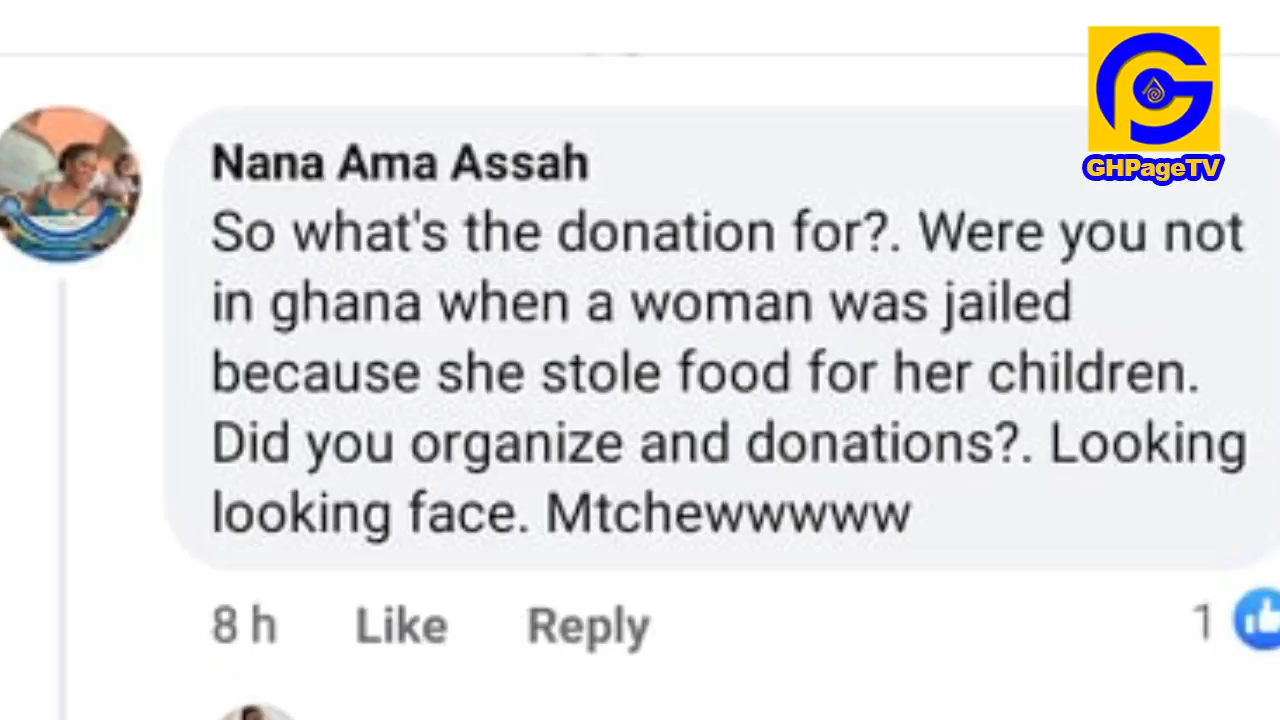 GHPageTV
Nana Ama Assah
So what's the donation for?. Were you not
in ghana when a woman was jailed
because she stole food for her children.
Did you organize and donations?. Looking
looking face. Mtchewwwww
8 h Like Reply 1